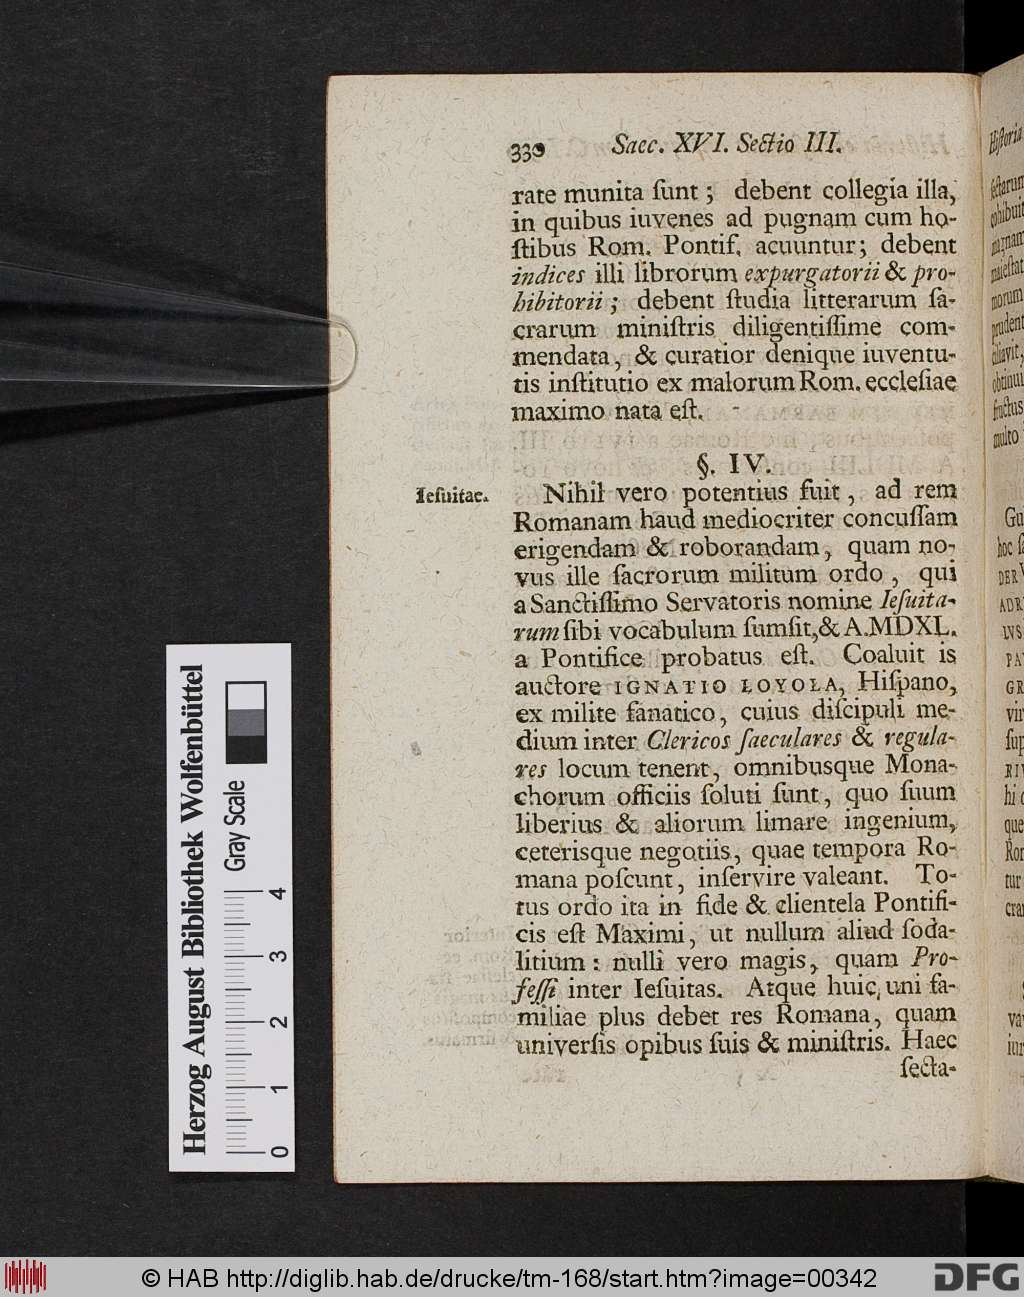 330 Saec. XVI. Sectio III.
rate munita ſunt; debent collegia illa,
in quibus iuvenes ad pugnam cum ho-
ſtibus Rom. Pontif. acuuntur; debent
indices illi librorum expurgatorii & pro-
hibitorii; debent ſtudia litterarum ſa-
crarum miniſtris diligentiſſime com-
mendata, & curatior denique iuventu-
tis inſtitutio ex malorum Rom. eccleſiae
maximo nata eſt.
§. IV.
Ieſuitae.
Nihil vero potentius fuit, ad rem
Romanam haud mediocriter concuſſam
erigendam & roborandam, quam no-
vus ille ſacrorum militum ordo, qui
a Sanctiſſimo Servatoris nomine Ieſuita-
rum ſibi vocabulum ſumſit, & A. MDXL.
a Pontifice probatus eſt. Coaluit is
auctore IGNATIO LOYOLA, Hiſpano,
ex milite fanatico, cuius diſcipuli me-
dium inter Clericos ſaeculares & regula-
res locum tenent, omnibusque Mona-
chorum officiis ſoluti ſunt, quo ſuum
liberius & aliorum limare ingenium,
ceterisque negotiis, quae tempora Ro-
mana poſcunt, inſervire valeant. To-
tus ordo ita in fide & clientela Pontifi-
cis eſt Maximi, ut nullum aliud ſoda-
litium: nulli vero magis, quam Pro-
feſſi inter Ieſuitas. Atque huic uni fa-
miliae plus debet res Romana, quam
univerſis opibus ſuis & miniſtris. Haec
ſecta-
Herzog August Bibliothek Wolfenbüttel
Gray Scale
0 1 2 3 4
© HAB http://diglib.hab.de/drucke/tm-168/start.htm?image=00342
DFG